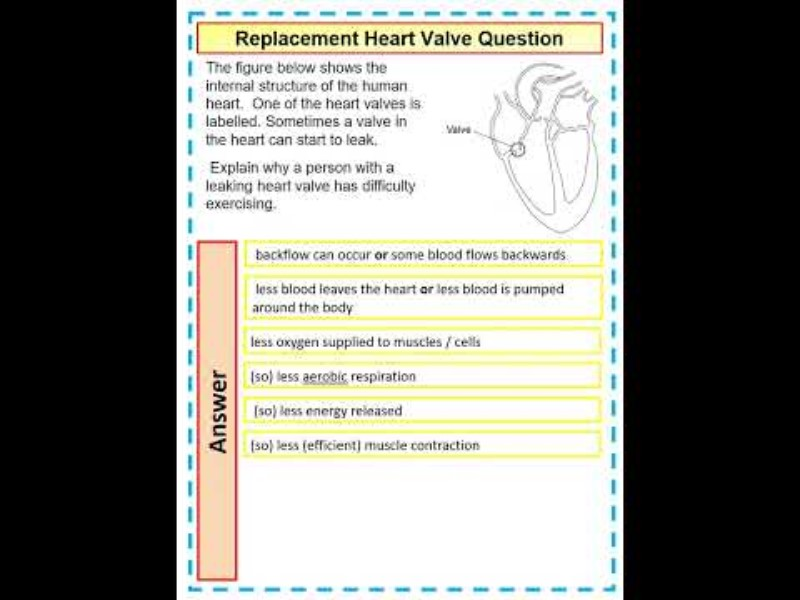 Replacement Heart Valve Question
The figure below shows the
internal structure of the human
heart.  One of the heart valves is
labelled. Sometimes a valve in
the heart can start to leak.
Explain why a person with a
leaking heart valve has difficulty
exercising.
Valve
Answer
backflow can occur or some blood flows backwards
less blood leaves the heart or less blood is pumped
around the body
less oxygen supplied to muscles / cells
(so) less aerobic respiration
(so) less energy released
(so) less (efficient) muscle contraction